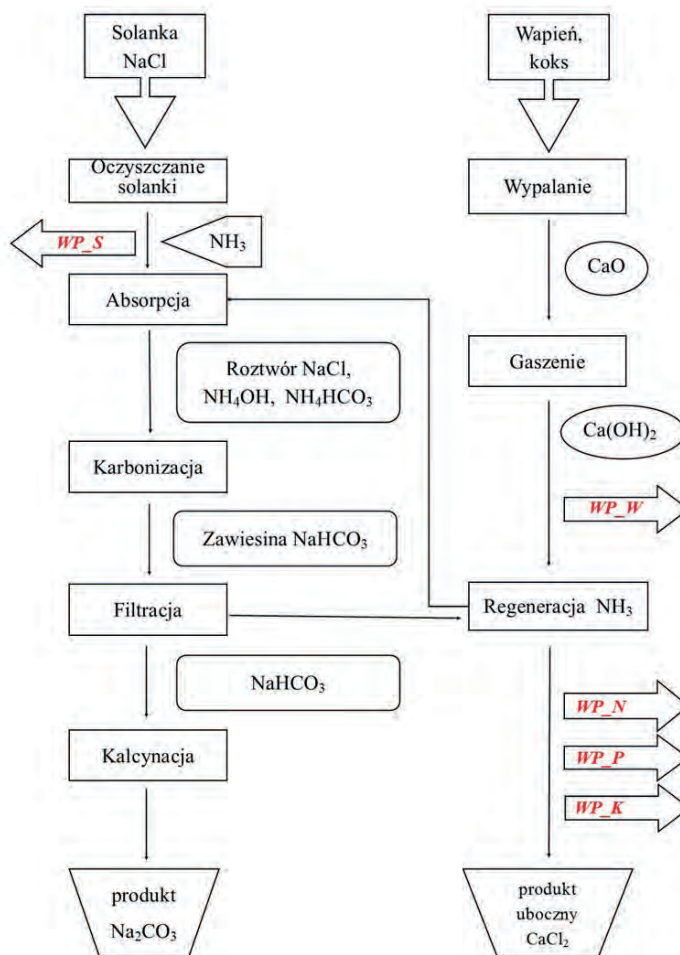 Solanka
NaCl
Oczyszczanie
solanki
WP_S
NH₃
Absorpcja
Roztwór NaCl,
NH₄OH, NH₄HCO₃
Karbonizacja
Zawiesina NaHCO₃
Filtracja
NaHCO₃
Kalcynacja
produkt
Na₂CO₃
Wapień,
koks
Wypalanie
CaO
Gaszenie
Ca(OH)₂
WP_W
Regeneracja NH₃
WP_N
WP_P
WP_K
produkt
uboczny
CaCl₂